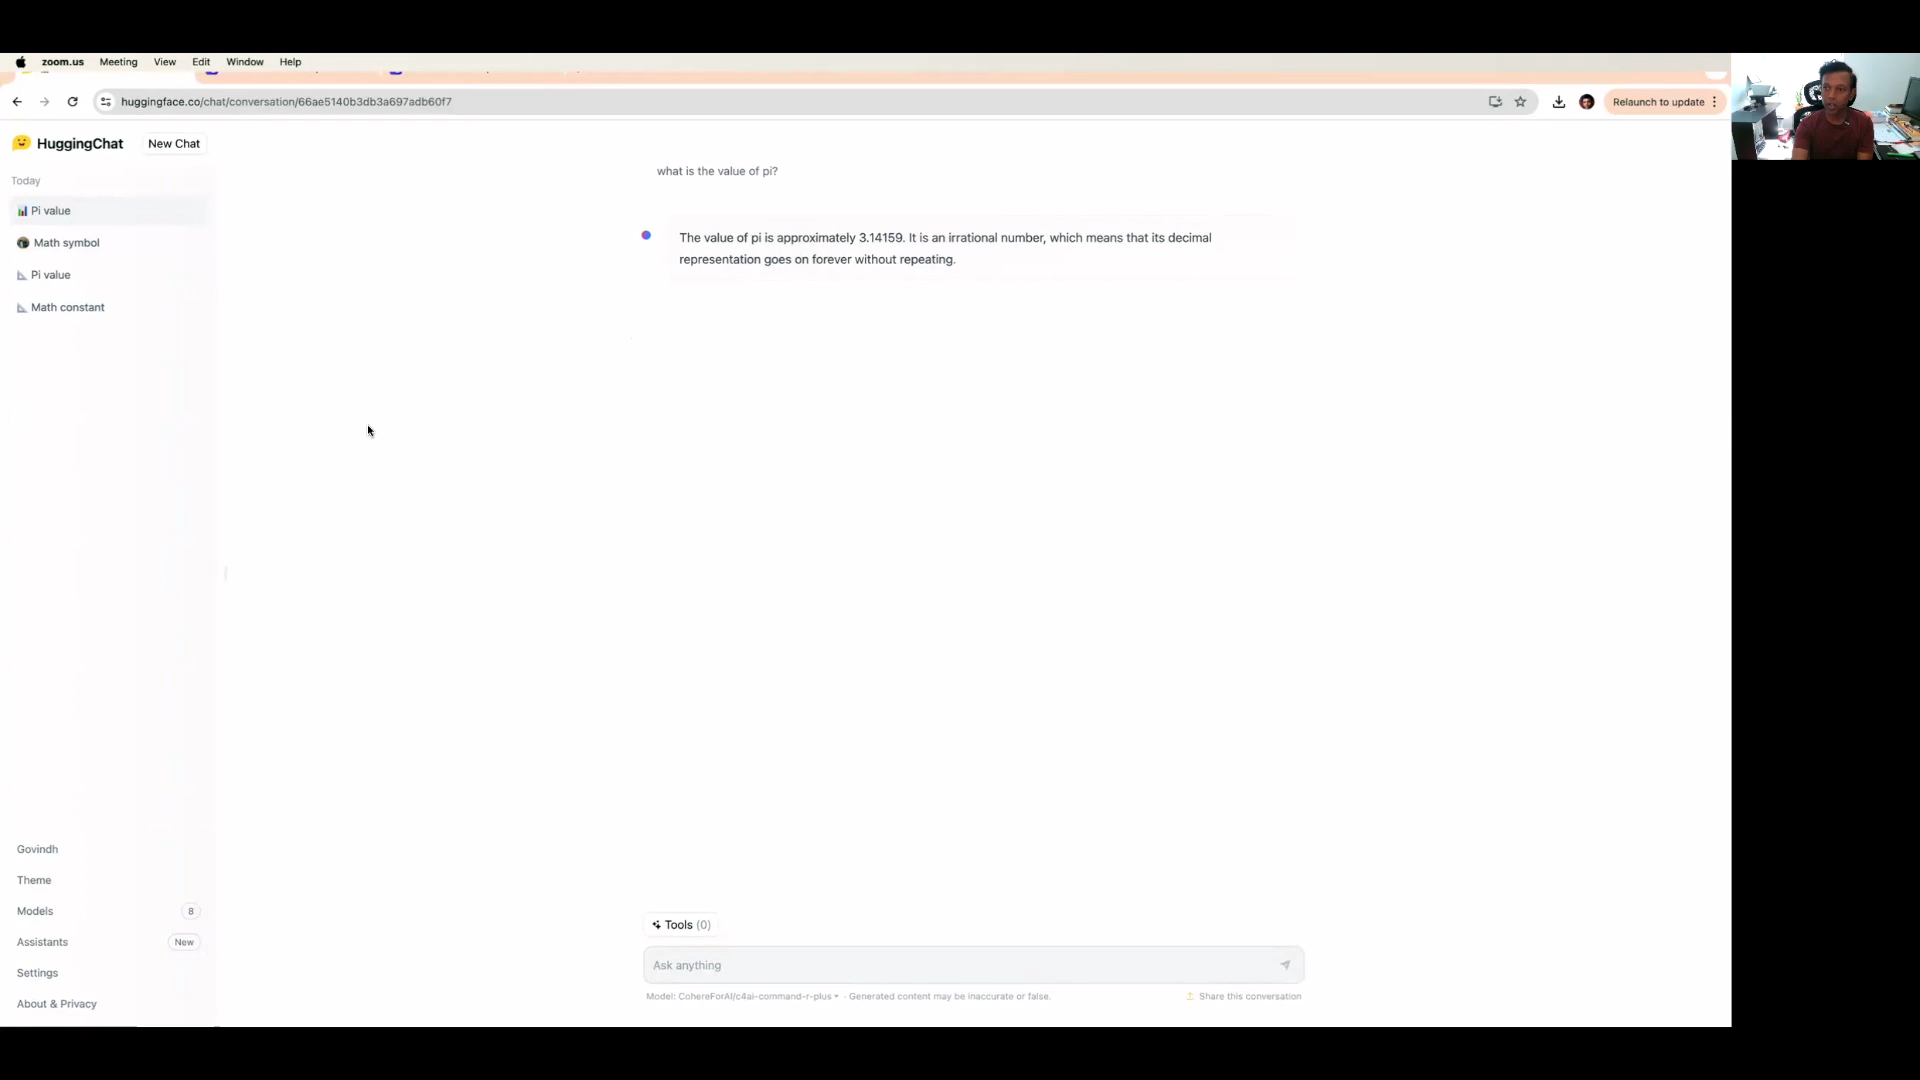 zoom.us Meeting View Edit Window Help
huggingface.co/chat/conversation/66ae5140b3db3a697adb60f7
Relaunch to update
HuggingChat New Chat
Today
Pi value
Math symbol
Pi value
Math constant
what is the value of pi?
The value of pi is approximately 3.14159. It is an irrational number, which means that its decimal
representation goes on forever without repeating.
Govindh
Theme
Models 8
Assistants New
Settings
About & Privacy
Tools (0)
Ask anything
Model: CohereForAI/c4ai-command-r-plus · Generated content may be inaccurate or false.
Share this conversation